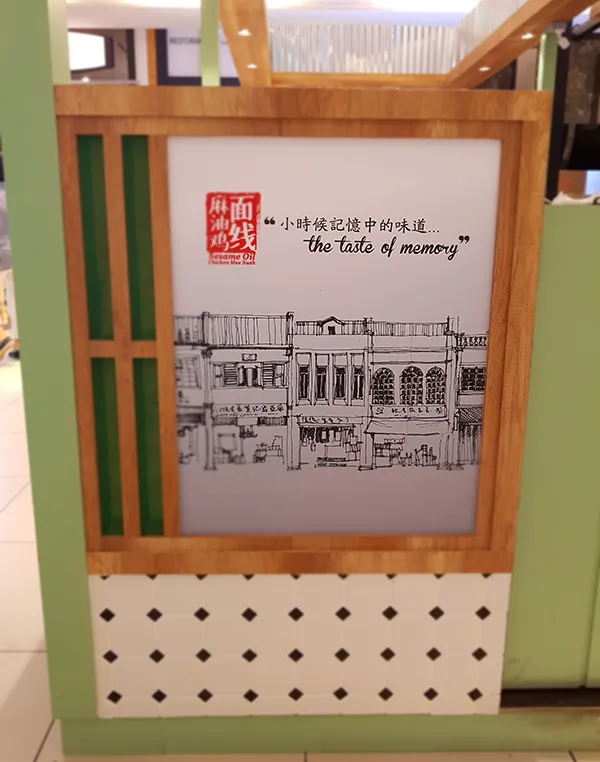 RESTOR
麻油鸡
面线
Sesame Oil
Chicken Mee Suah
“小時候記憶中的味道...
the taste of memory”